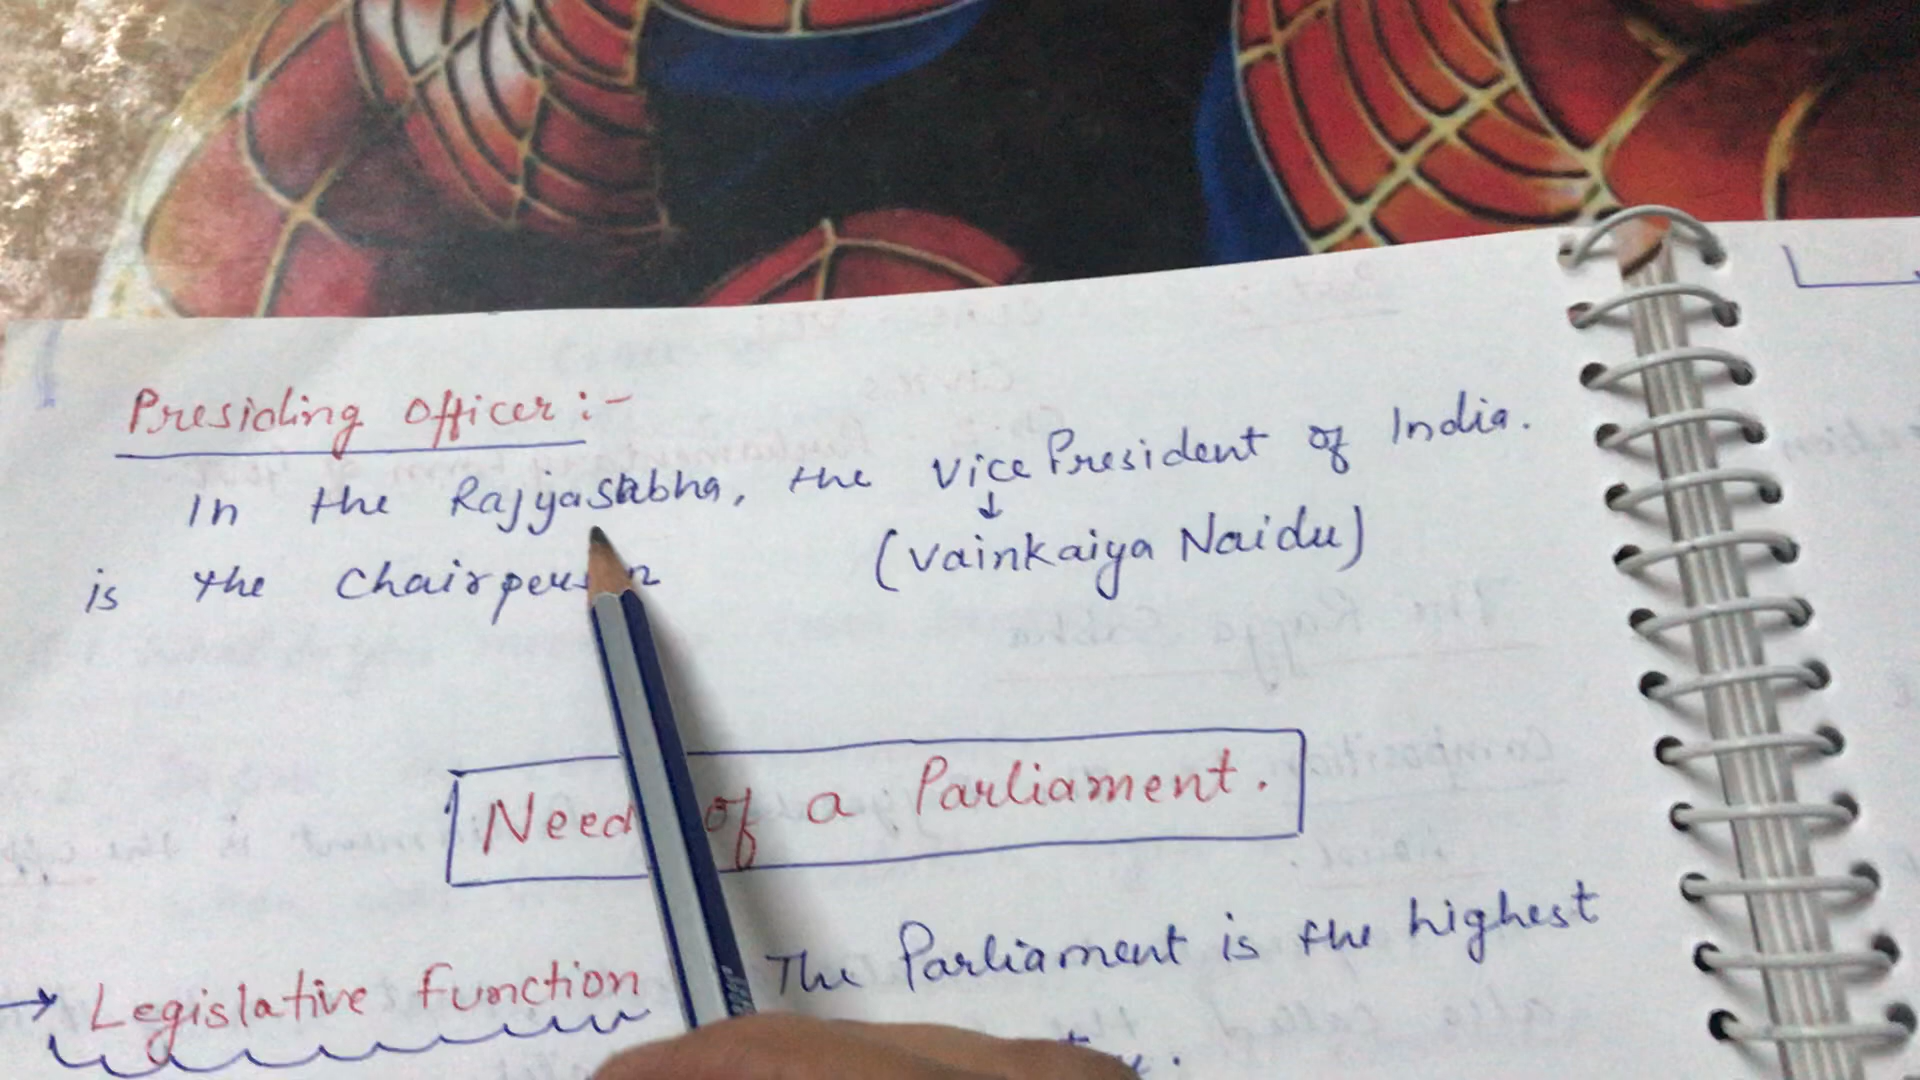 Presiding Officer :-
In the Rajyasabha, the Vice President of India.
is the Chairperson (Vainkaiya Naidu)
Need of a Parliament.
→ Legislative function The Parliament is the highest